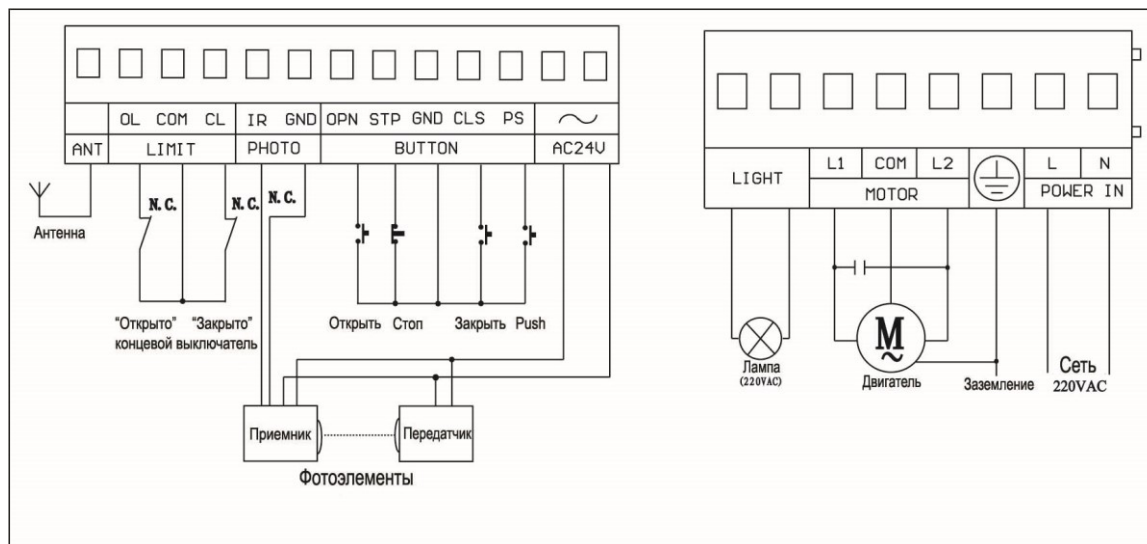 OL COM CL IR GND OPN STP GND CLS PS
ANT LIMIT PHOTO BUTTON AC24V
N. C. N. C. N. C.
Антенна
"Открыто" "Закрыто"
концевой выключатель
Открыть Стоп Закрыть Push
Приемник Передатчик
Фотоэлементы
LIGHT L1 COM L2 L N
MOTOR POWER IN
M
Лампа
(220VAC)
Двигатель
Заземление
Сеть
220VAC